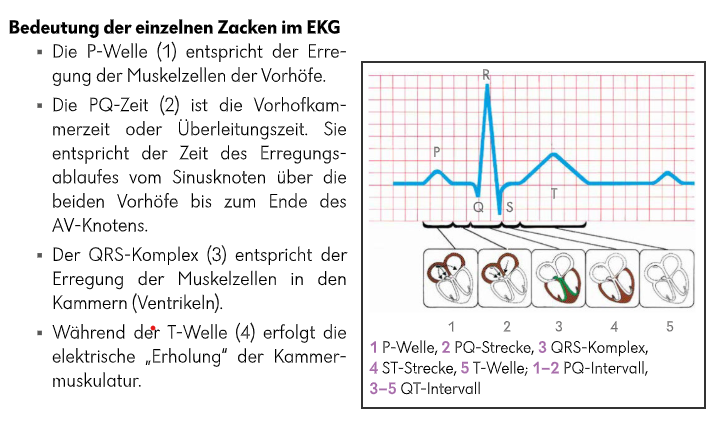 Bedeutung der einzelnen Zacken im EKG
▪ Die P-Welle (1) entspricht der Erre-
gung der Muskelzellen der Vorhöfe.
▪ Die PQ-Zeit (2) ist die Vorhofkam-
merzeit oder Überleitungszeit. Sie
entspricht der Zeit des Erregungs-
ablaufes vom Sinusknoten über die
beiden Vorhöfe bis zum Ende des
AV-Knotens.
▪ Der QRS-Komplex (3) entspricht der
Erregung der Muskelzellen in den
Kammern (Ventrikeln).
▪ Während der T-Welle (4) erfolgt die
elektrische „Erholung“ der Kammer-
muskulatur.
R
P
Q
S
T
1 2 3 4 5
1 P-Welle, 2 PQ-Strecke, 3 QRS-Komplex,
4 ST-Strecke, 5 T-Welle; 1–2 PQ-Intervall,
3–5 QT-Intervall